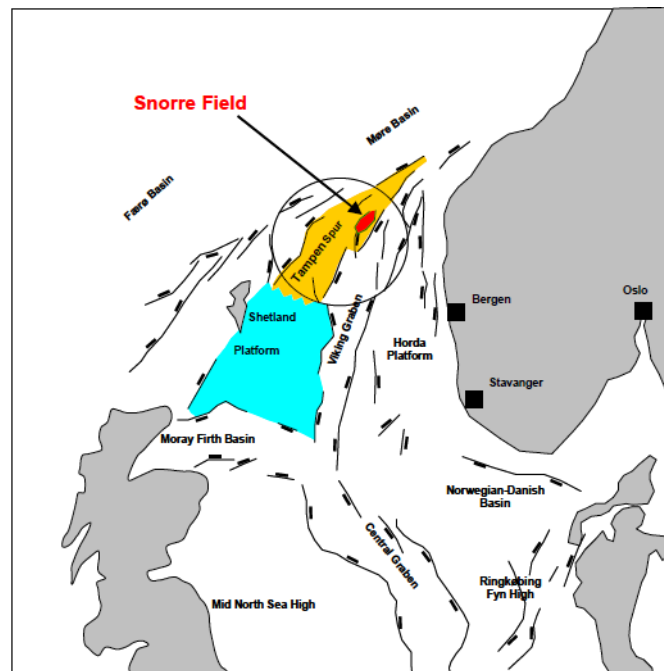 Snorre Field
Møre Basin
Færø Basin
Tampen Spur
Bergen
Oslo
Shetland
Platform
Viking Graben
Horda
Platform
Stavanger
Moray Firth Basin
Norwegian-Danish
Basin
Central Graben
Ringkøbing
Fyn High
Mid North Sea High